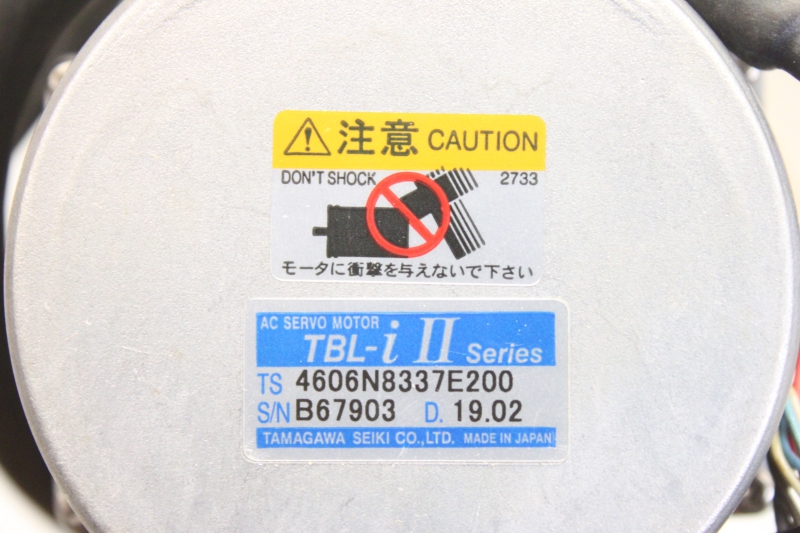 注意 CAUTION
DON'T SHOCK 2733
モータに衝撃を与えないで下さい
AC SERVO MOTOR
TBL-i II Series
TS 4606N8337E200
S/N B67903 D. 19.02
TAMAGAWA SEIKI CO.,LTD. MADE IN JAPAN